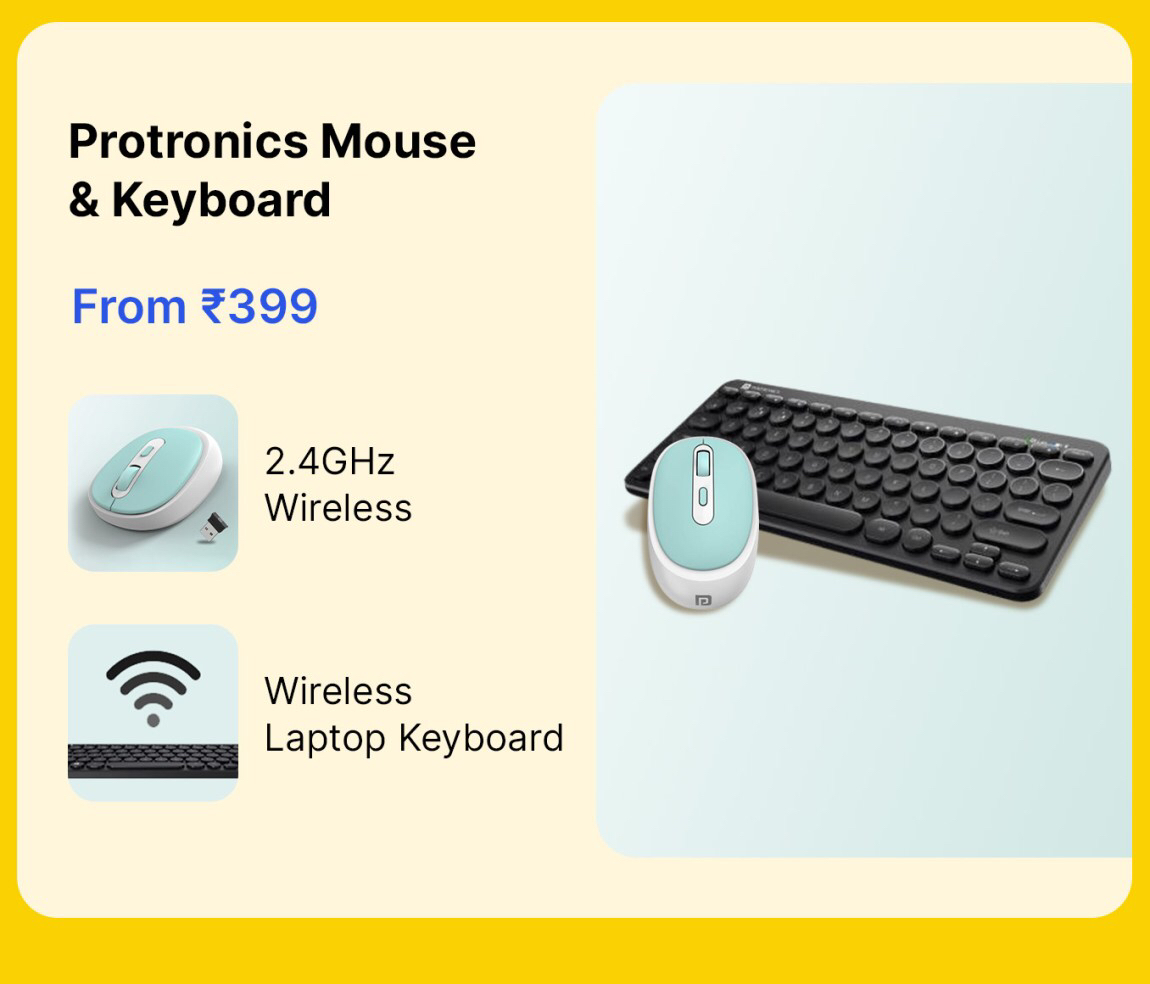 Protronics Mouse
& Keyboard
From ₹399
2.4GHz
Wireless
Wireless
Laptop Keyboard